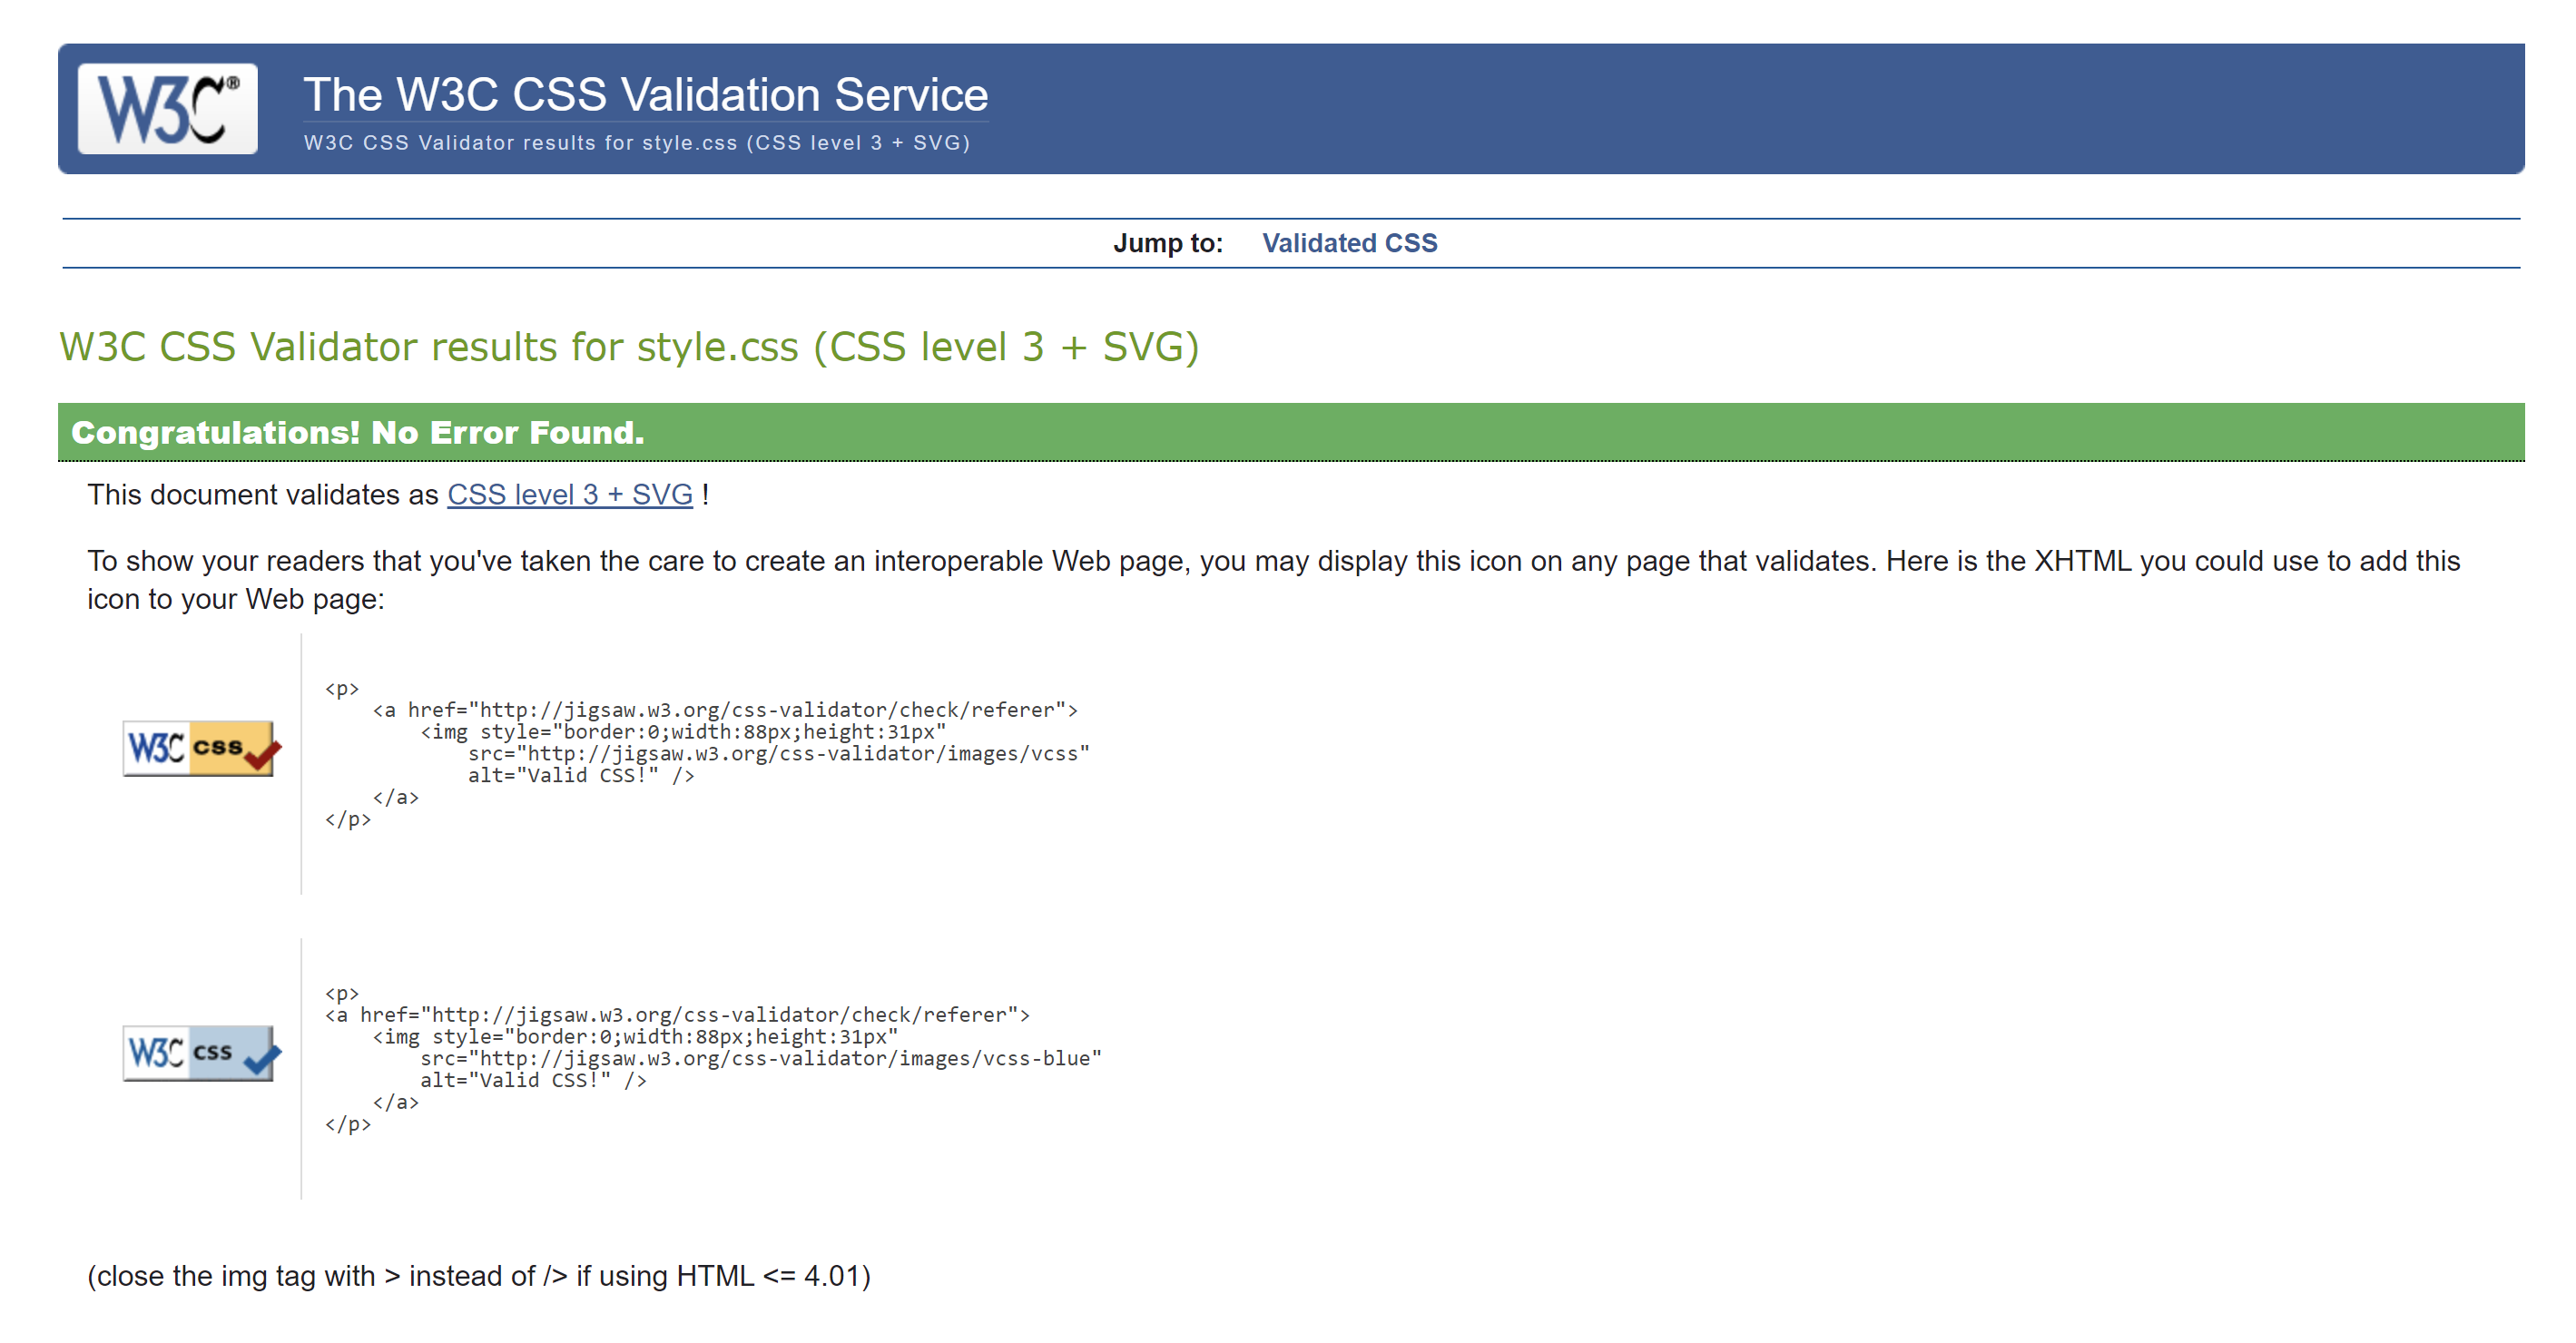 W3C®
The W3C CSS Validation Service
W3C CSS Validator results for style.css (CSS level 3 + SVG)
Jump to: Validated CSS
W3C CSS Validator results for style.css (CSS level 3 + SVG)
Congratulations! No Error Found.
This document validates as CSS level 3 + SVG !
To show your readers that you've taken the care to create an interoperable Web page, you may display this icon on any page that validates. Here is the XHTML you could use to add this
icon to your Web page:
W3C css
<p>
    <a href="http://jigsaw.w3.org/css-validator/check/referer">
        <img style="border:0;width:88px;height:31px"
            src="http://jigsaw.w3.org/css-validator/images/vcss"
            alt="Valid CSS!" />
    </a>
</p>
W3C css
<p>
<a href="http://jigsaw.w3.org/css-validator/check/referer">
    <img style="border:0;width:88px;height:31px"
        src="http://jigsaw.w3.org/css-validator/images/vcss-blue"
        alt="Valid CSS!" />
    </a>
</p>
(close the img tag with > instead of /> if using HTML <= 4.01)